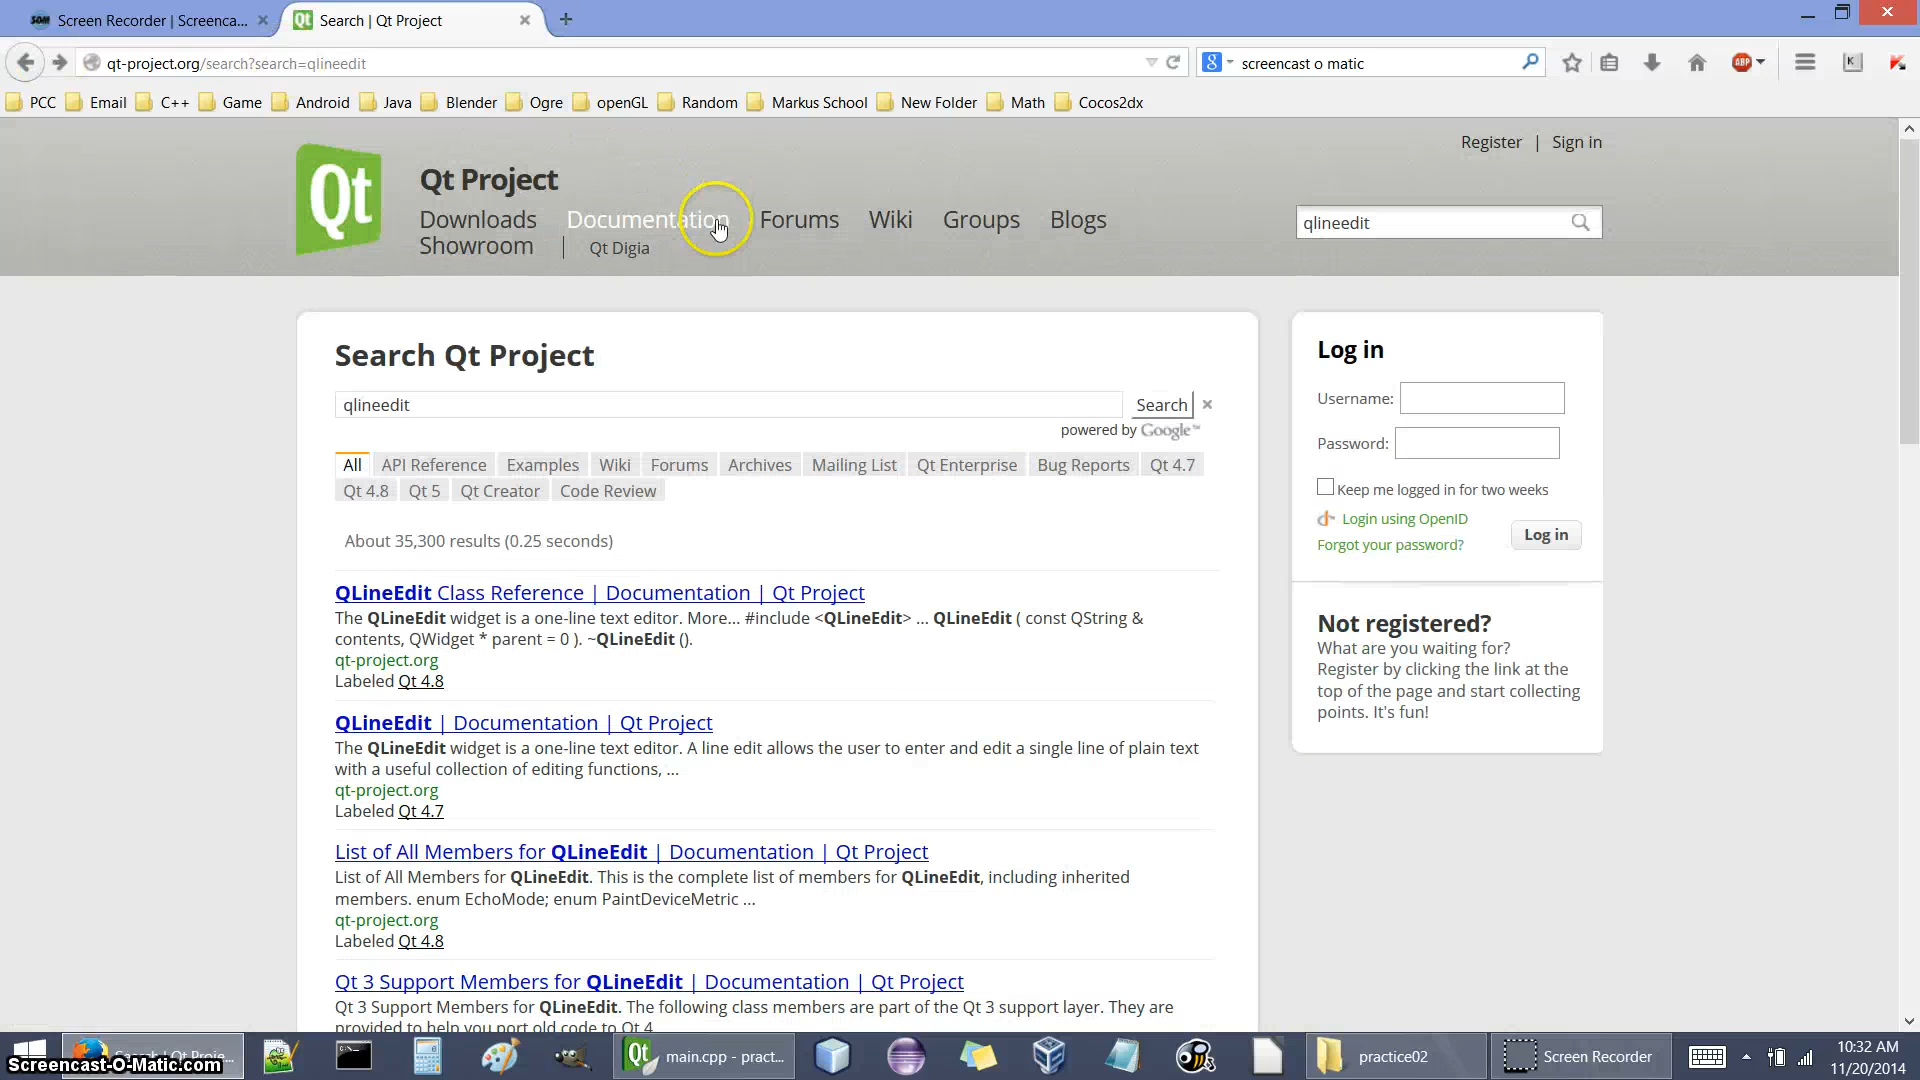 Screen Recorder | Screenca...
Search | Qt Project
qt-project.org/search?search=qlineedit
screencast o matic
ABP
PCC Email C++ Game Android Java Blender Ogre openGL Random Markus School New Folder Math Cocos2dx
Register | Sign in
Qt
Qt Project
Downloads Documentation Forums Wiki Groups Blogs
Showroom | Qt Digia
qlineedit
Search Qt Project
qlineedit
Search
powered by Google™
All API Reference Examples Wiki Forums Archives Mailing List Qt Enterprise Bug Reports Qt 4.7
Qt 4.8 Qt 5 Qt Creator Code Review
About 35,300 results (0.25 seconds)
QLineEdit Class Reference | Documentation | Qt Project
The QLineEdit widget is a one-line text editor. More... #include <QLineEdit> ... QLineEdit ( const QString &
contents, QWidget * parent = 0 ). ~QLineEdit ().
qt-project.org
Labeled Qt 4.8
QLineEdit | Documentation | Qt Project
The QLineEdit widget is a one-line text editor. A line edit allows the user to enter and edit a single line of plain text
with a useful collection of editing functions, ...
qt-project.org
Labeled Qt 4.7
List of All Members for QLineEdit | Documentation | Qt Project
List of All Members for QLineEdit. This is the complete list of members for QLineEdit, including inherited
members. enum EchoMode; enum PaintDeviceMetric ...
qt-project.org
Labeled Qt 4.8
Qt 3 Support Members for QLineEdit | Documentation | Qt Project
Qt 3 Support Members for QLineEdit. The following class members are part of the Qt 3 support layer. They are
provided to help you port old code to Qt 4
Log in
Username:
Password:
Keep me logged in for two weeks
Login using OpenID
Forgot your password?
Log in
Not registered?
What are you waiting for?
Register by clicking the link at the
top of the page and start collecting
points. It's fun!
Screencast-O-Matic.com
main.cpp - pract...
practice02
Screen Recorder
10:32 AM
11/20/2014